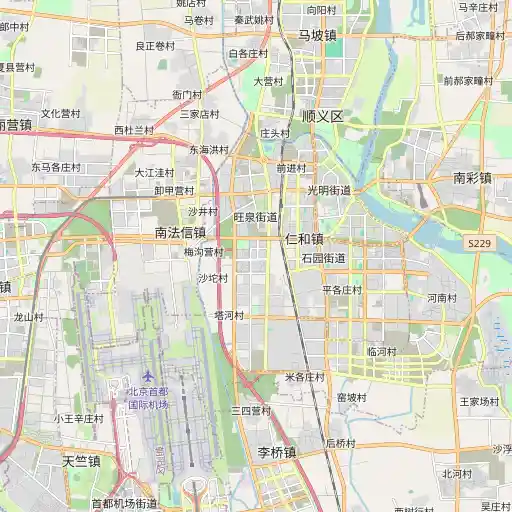 姚店村
向阳村
马辛庄村
郎中村
马卷村
秦武姚村
马坡镇
后郝家疃村
良正卷村
白各庄村
夏县营村
大营村
前郝家疃村
衙门村
文化营村
三家店村
顺义区
丽营镇
西杜兰村
庄头村
东海洪村
东马各庄村
大江洼村
前进村
南彩镇
卸甲营村
光明街道
沙井村
旺泉街道
南法信镇
仁和镇
S229
梅沟营村
石园街道
沙坨村
镇
平各庄村
河南村
龙山村
塔河村
临河村
北京首都
国际机场
米各庄村
窑坡村
王家场村
三四营村
小王辛庄村
后桥村
李桥镇
沙浮
天竺镇
北河村
首都机场街道
西树行村
吴庄村